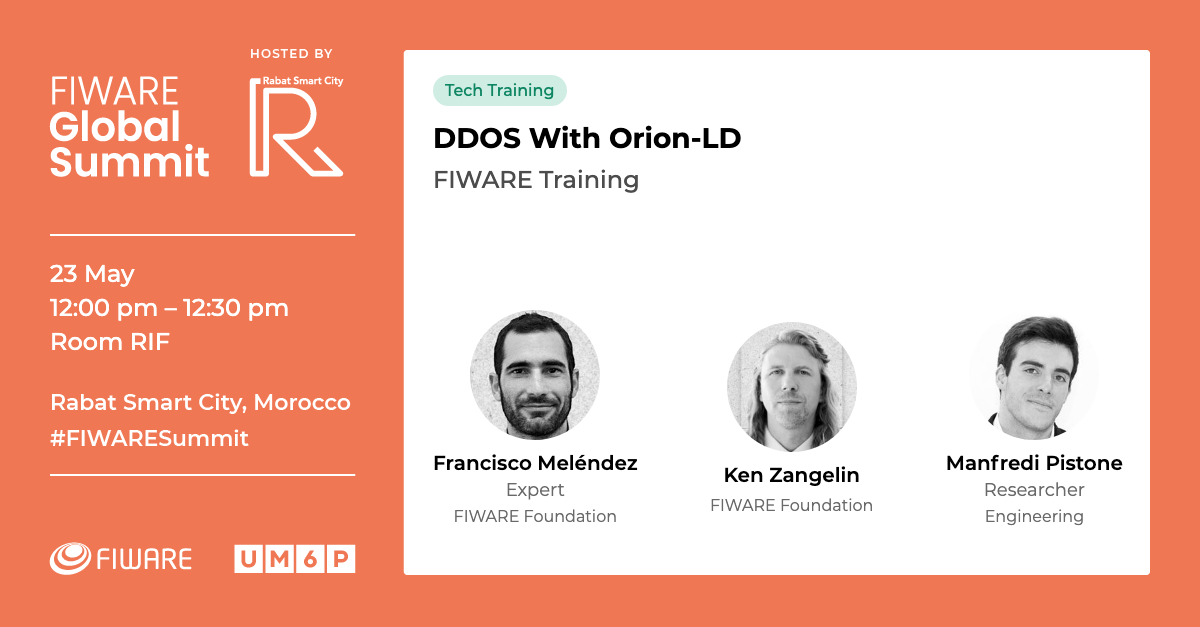 HOSTED BY
FIWARE
Global
Summit
Rabat Smart City
R
23 May
12:00 pm – 12:30 pm
Room RIF
Rabat Smart City, Morocco
#FIWARESummit
FIWARE
UM6P
Tech Training
DDOS With Orion-LD
FIWARE Training
Francisco Meléndez
Expert
FIWARE Foundation
Ken Zangelin
FIWARE Foundation
Manfredi Pistone
Researcher
Engineering